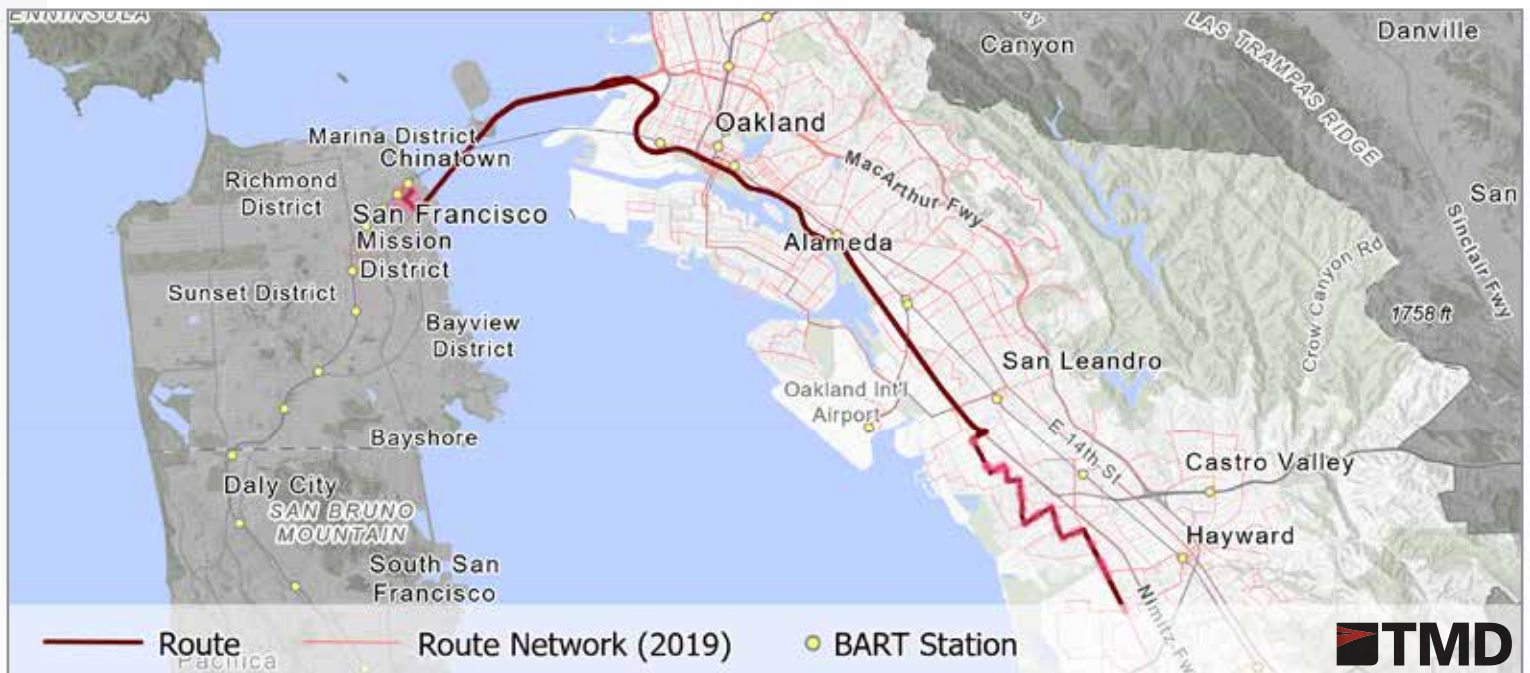 Canyon
Danville
LAS TRAMPAS RIDGE
Marina District
Chinatown
Oakland
Richmond
District
MacArthur Fwy
San
San Francisco
Mission
District
Alameda
Sinclair Fwy
Sunset District
Crow Canyon Rd
1758 ft
Bayview
District
San Leandro
Oakland Int'l
Airport
Bayshore
E 14th St
Castro Valley
Daly City
SAN BRUNO
MOUNTAIN
Hayward
South San
Francisco
Nimitz Fw
Route
Route Network (2019)
BART Station
TMD
Pacifica